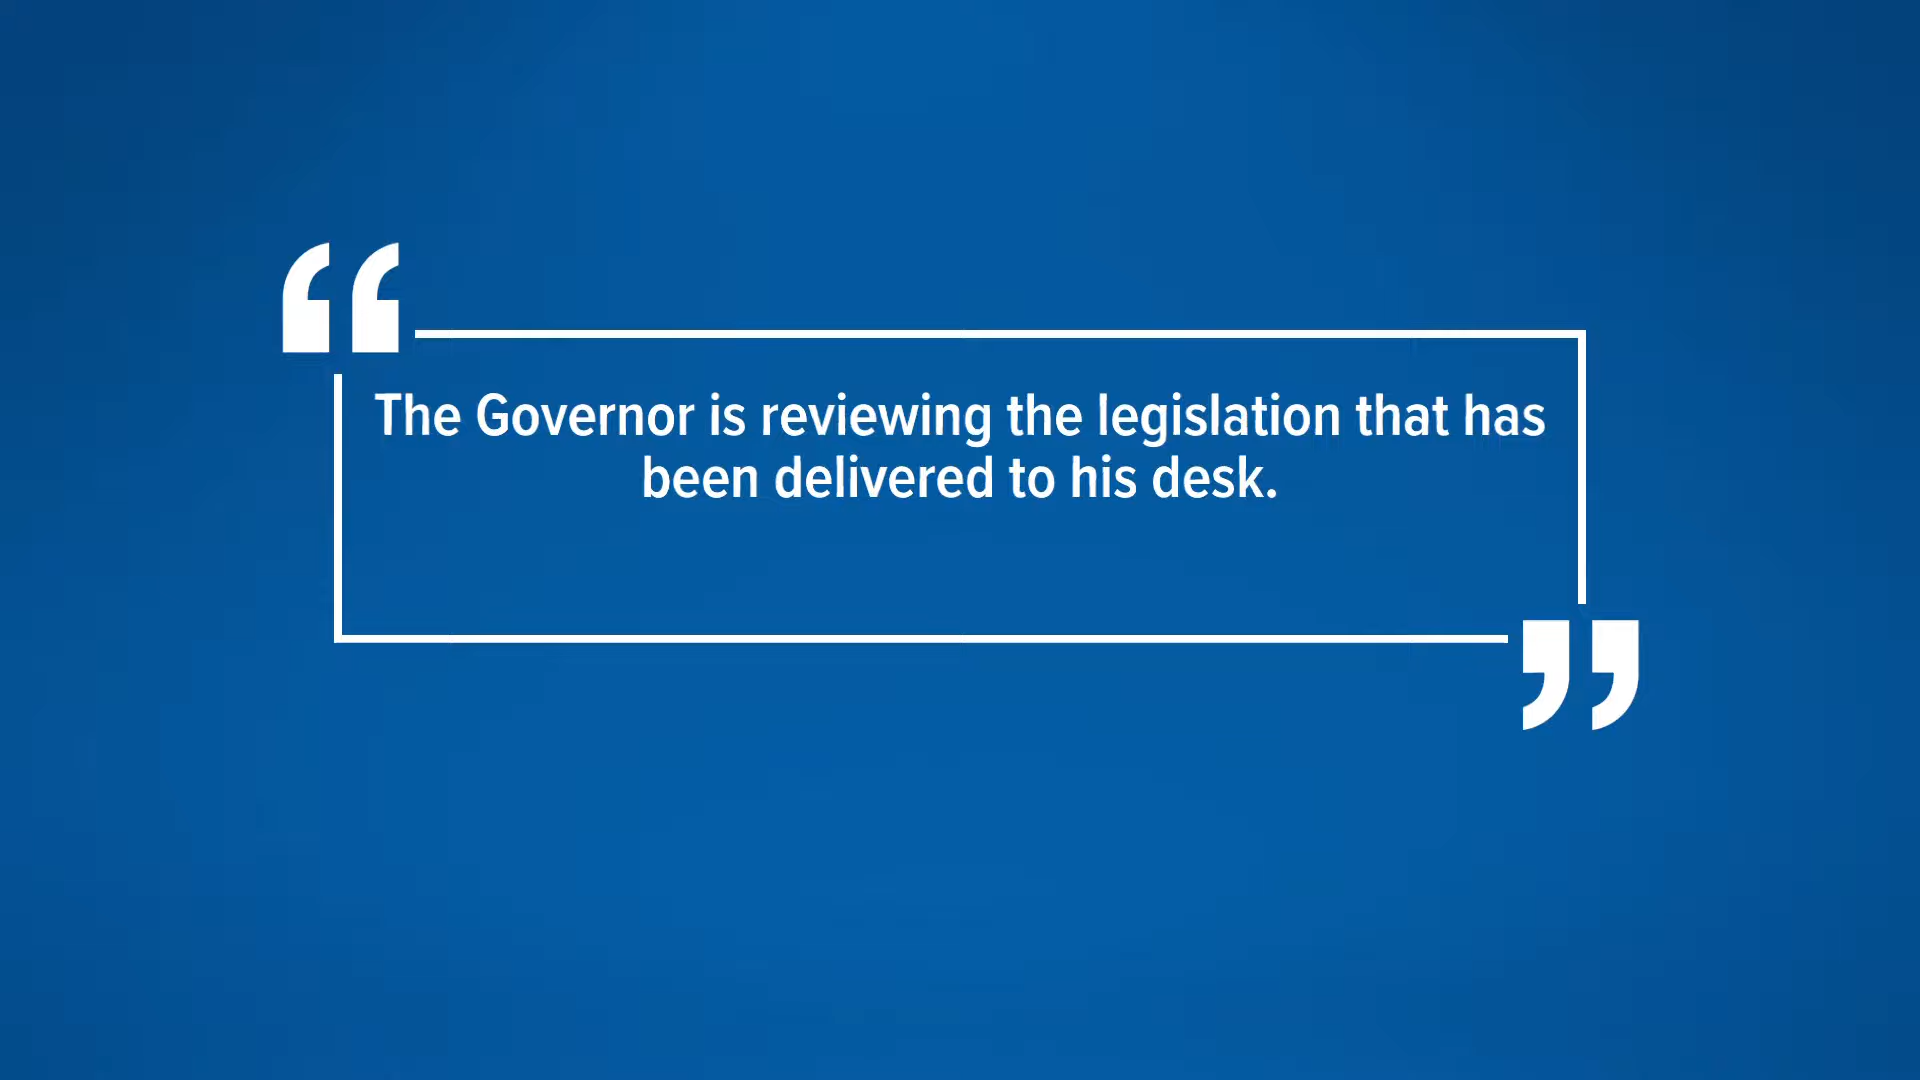 “
The Governor is reviewing the legislation that has
been delivered to his desk.
”